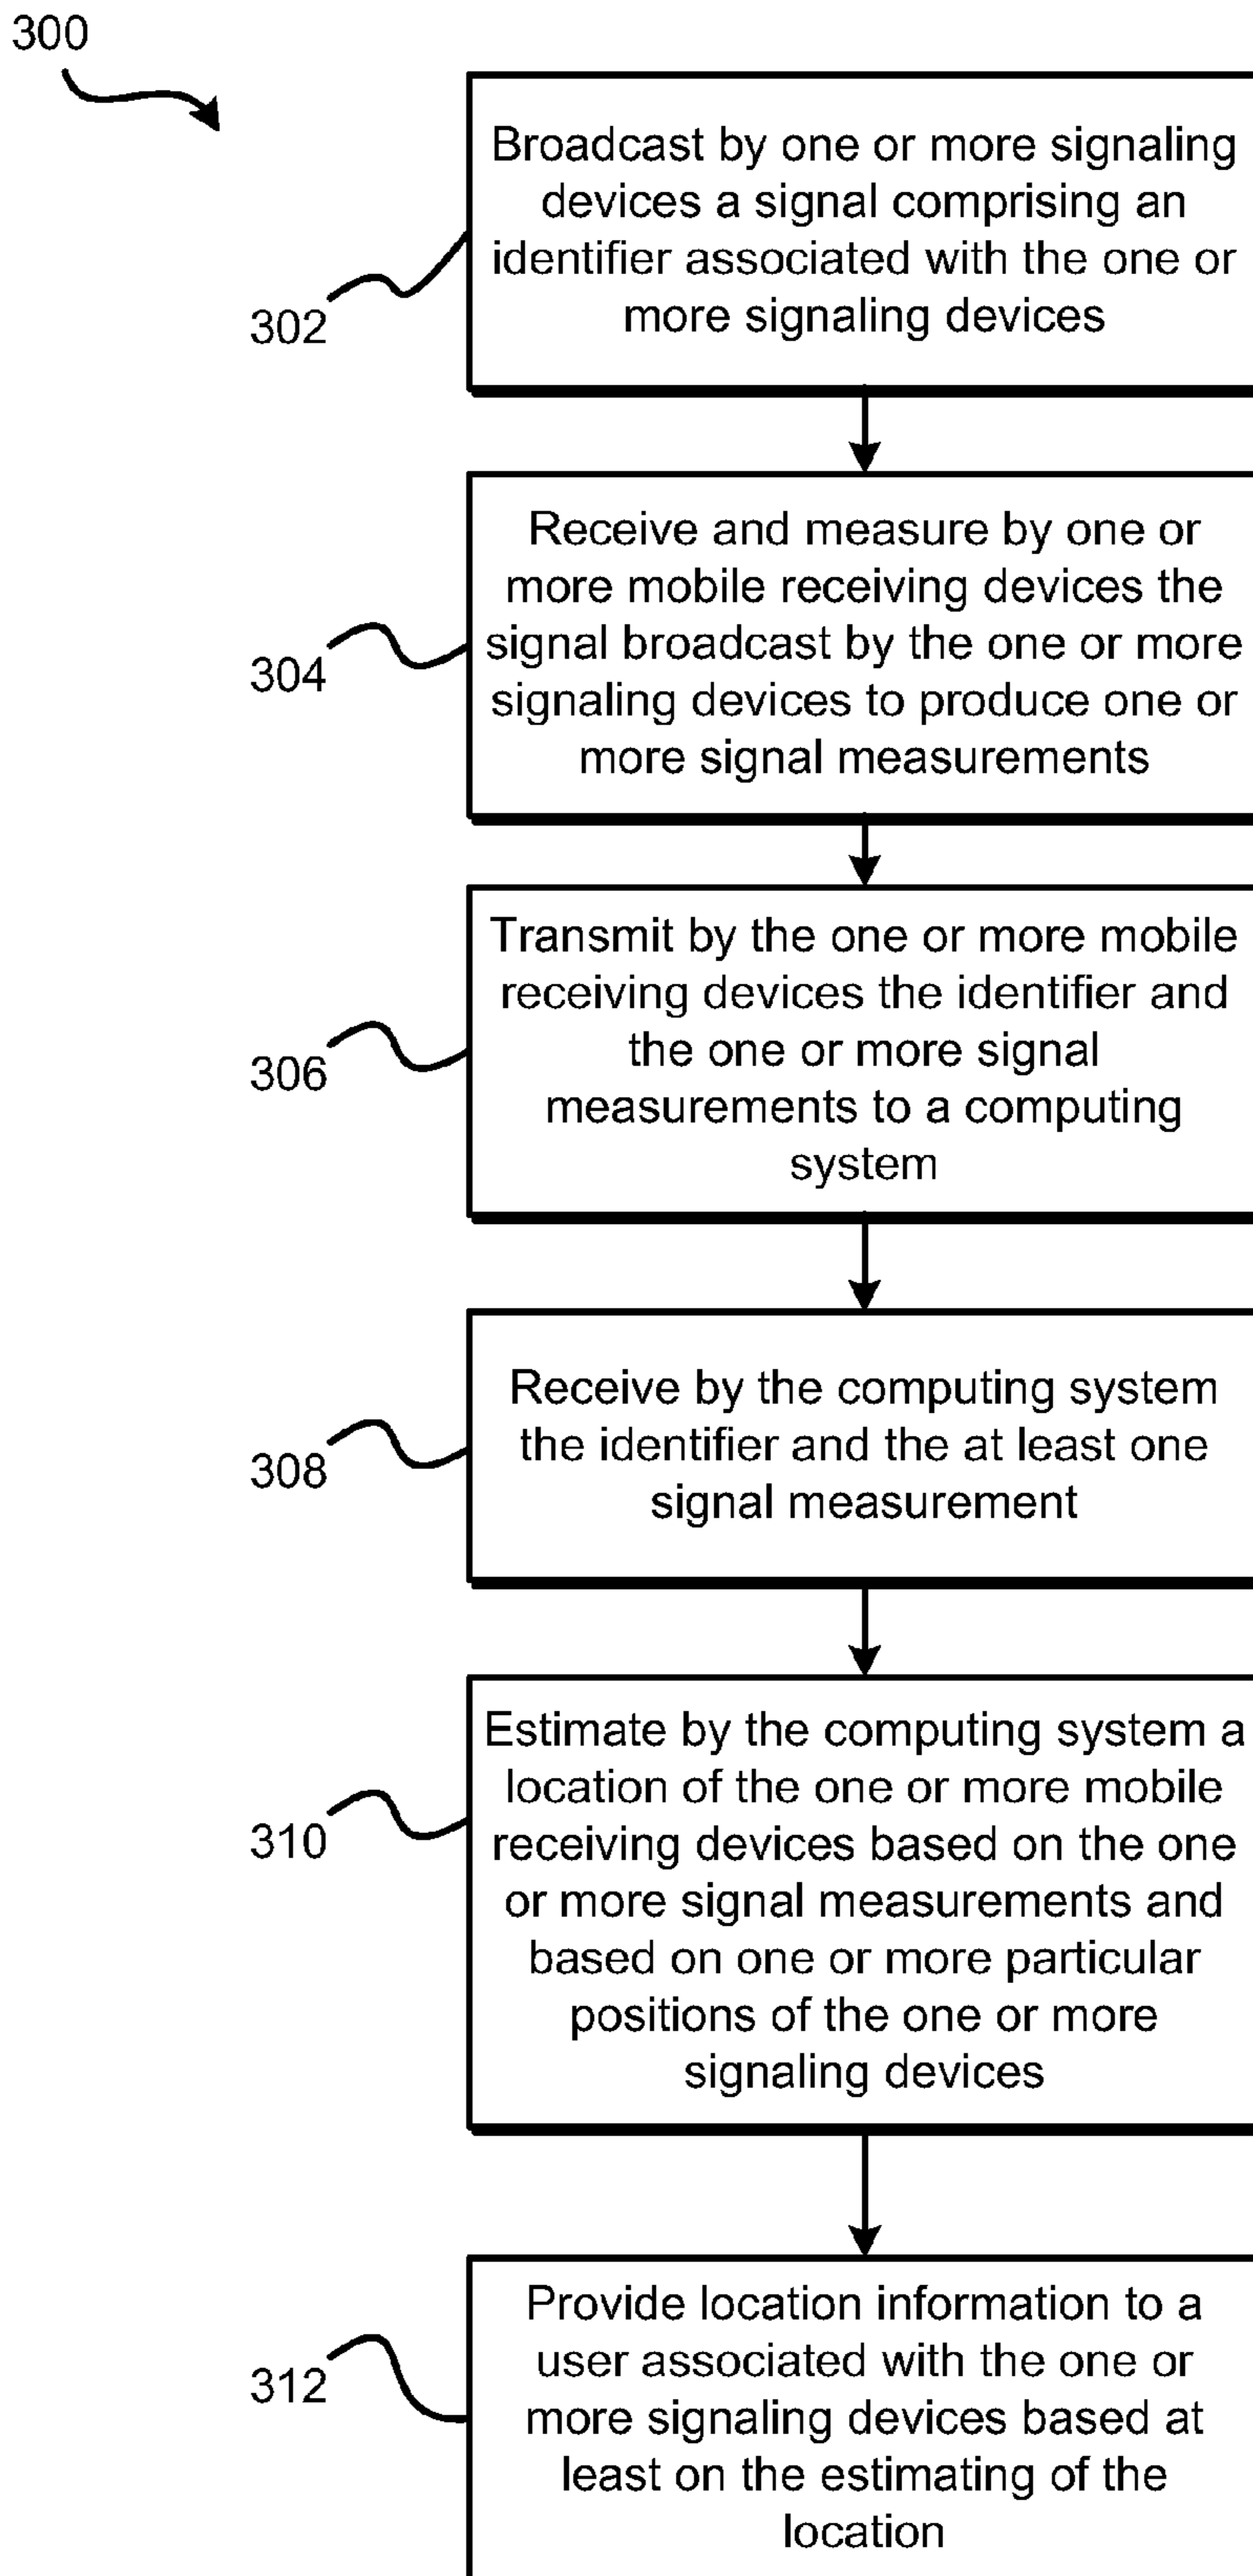 300
Broadcast by one or more signaling
devices a signal comprising an
identifier associated with the one or
more signaling devices
302
Receive and measure by one or
more mobile receiving devices the
signal broadcast by the one or more
signaling devices to produce one or
more signal measurements
304
Transmit by the one or more mobile
receiving devices the identifier and
the one or more signal
measurements to a computing
system
306
Receive by the computing system
the identifier and the at least one
signal measurement
308
Estimate by the computing system a
location of the one or more mobile
receiving devices based on the one
or more signal measurements and
based on one or more particular
positions of the one or more
signaling devices
310
Provide location information to a
user associated with the one or
more signaling devices based at
least on the estimating of the
location
312